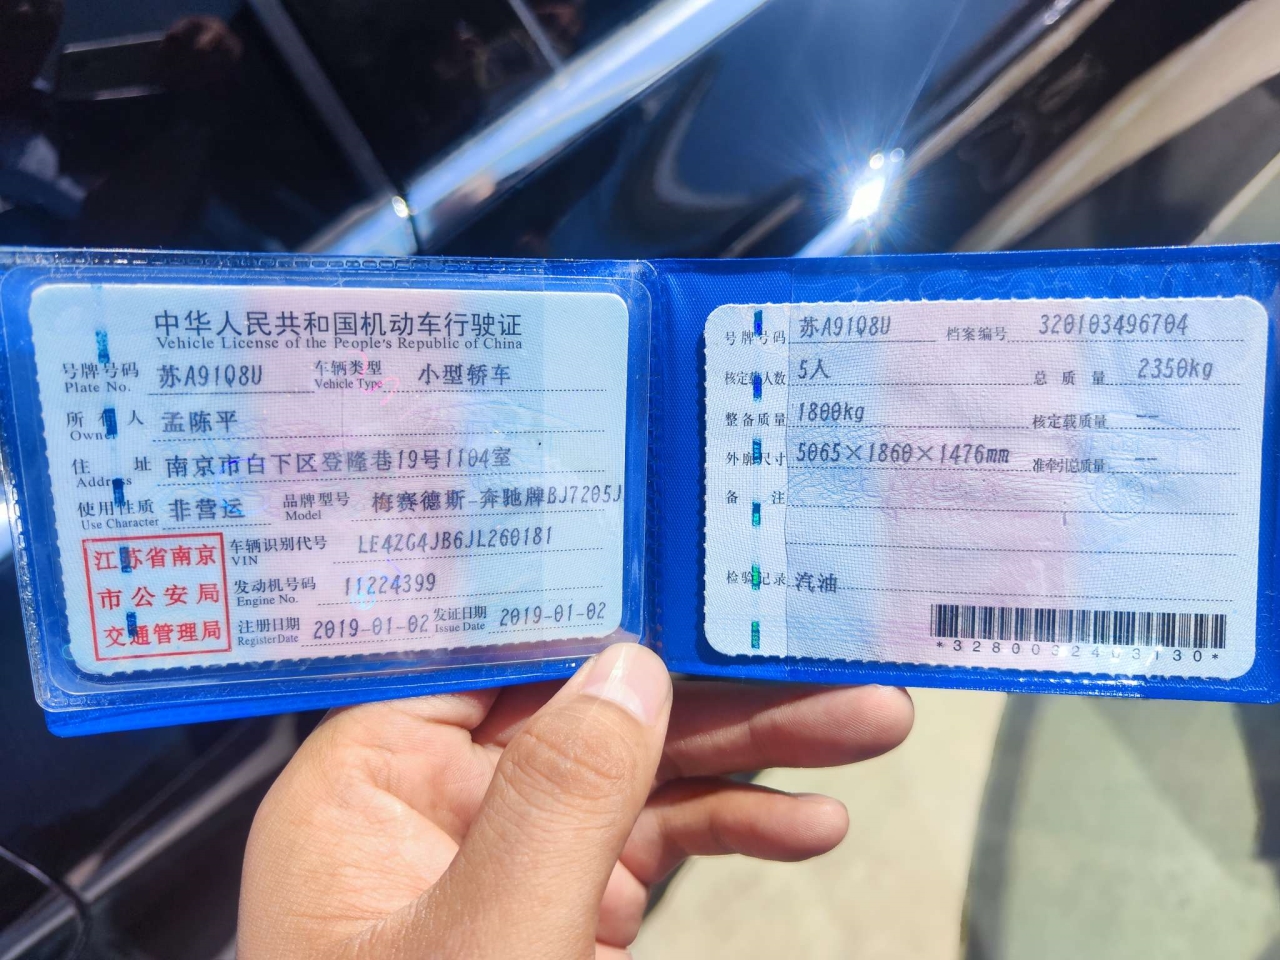 中华人民共和国机动车行驶证
Vehicle License of the People's Republic of China
号牌号码 苏A91Q8U 车辆类型 小型轿车
Plate No. Vehicle Type
所有人 孟陈平
Owner
住址 南京市白下区登隆巷19号1104室
Address
使用性质 非营运 品牌型号 梅赛德斯-奔驰牌BJ7205J
Use Character Model
车辆识别代号 LE4ZG4JB6JL260181
VIN
发动机号码 11224399
Engine No.
注册日期 2019-01-02 发证日期 2019-01-02
Register Date Issue Date
江苏省南京
市公安局
交通管理局
号牌号码 苏A91Q8U 档案编号 320103496704
核定载人数 5人 总质量 2350kg
整备质量 1800kg 核定载质量 --
外廓尺寸 5065×1860×1476mm 准牵引总质量 --
备注
检验记录 汽油
*3280032403130*